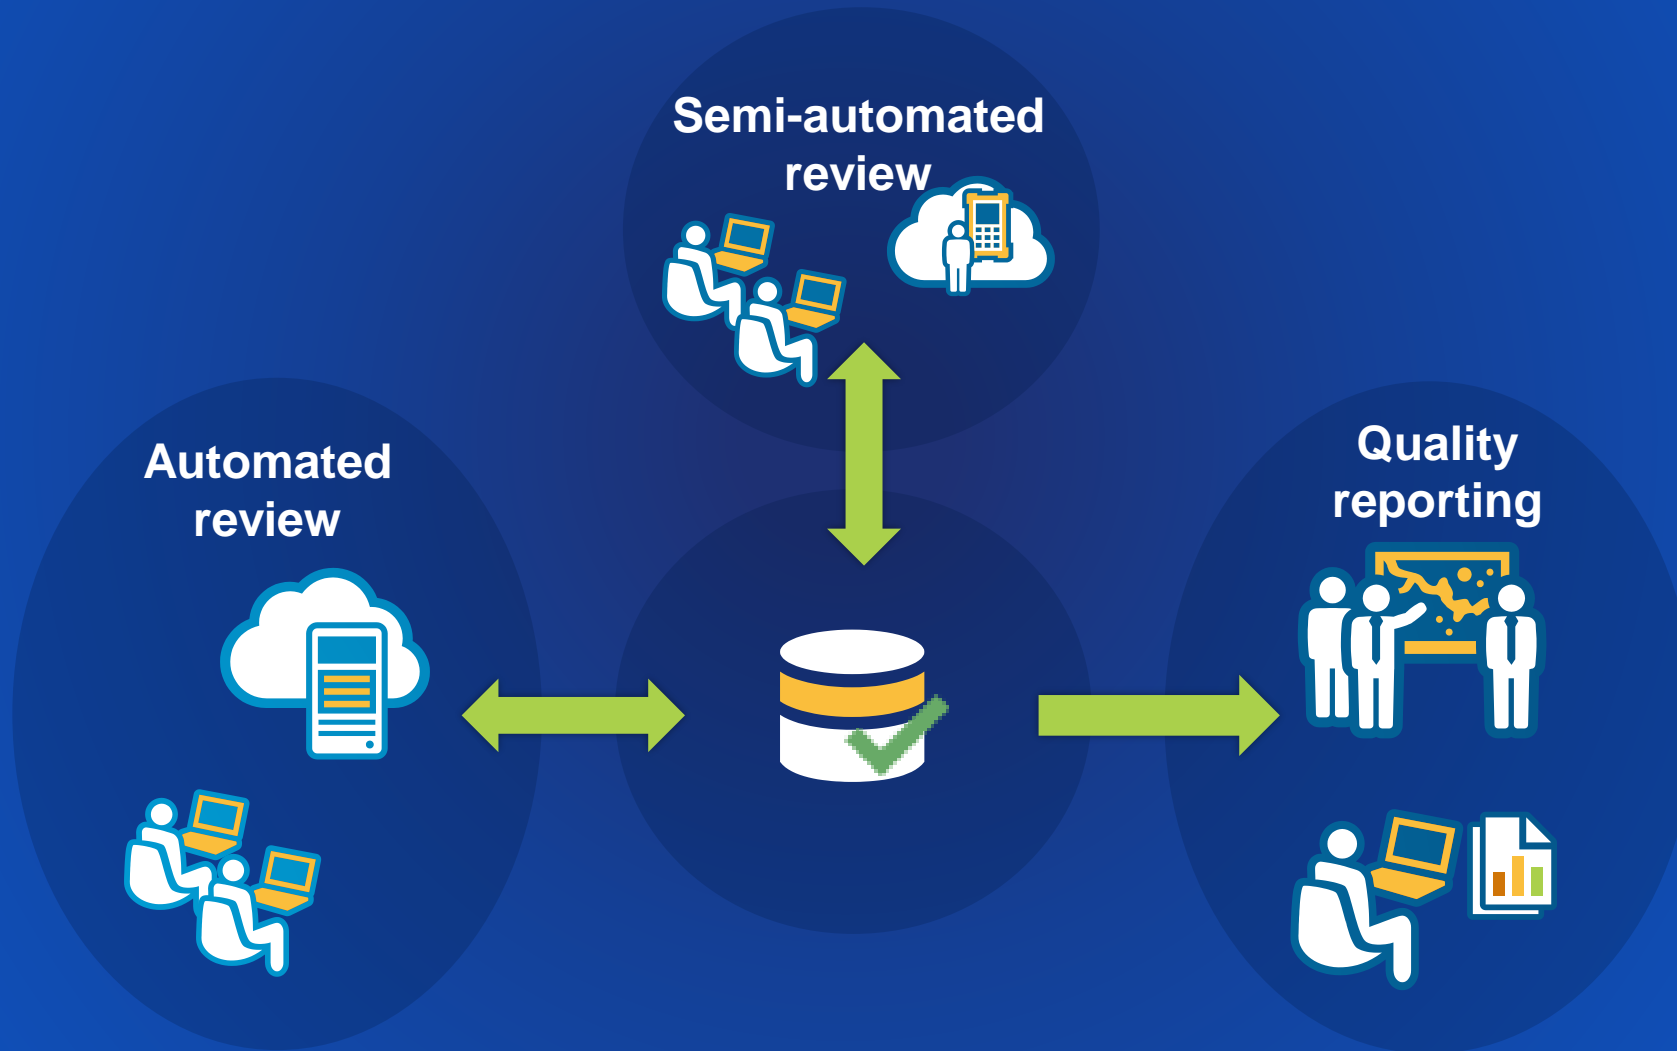 Semi-automated
review
Automated
review
Quality
reporting